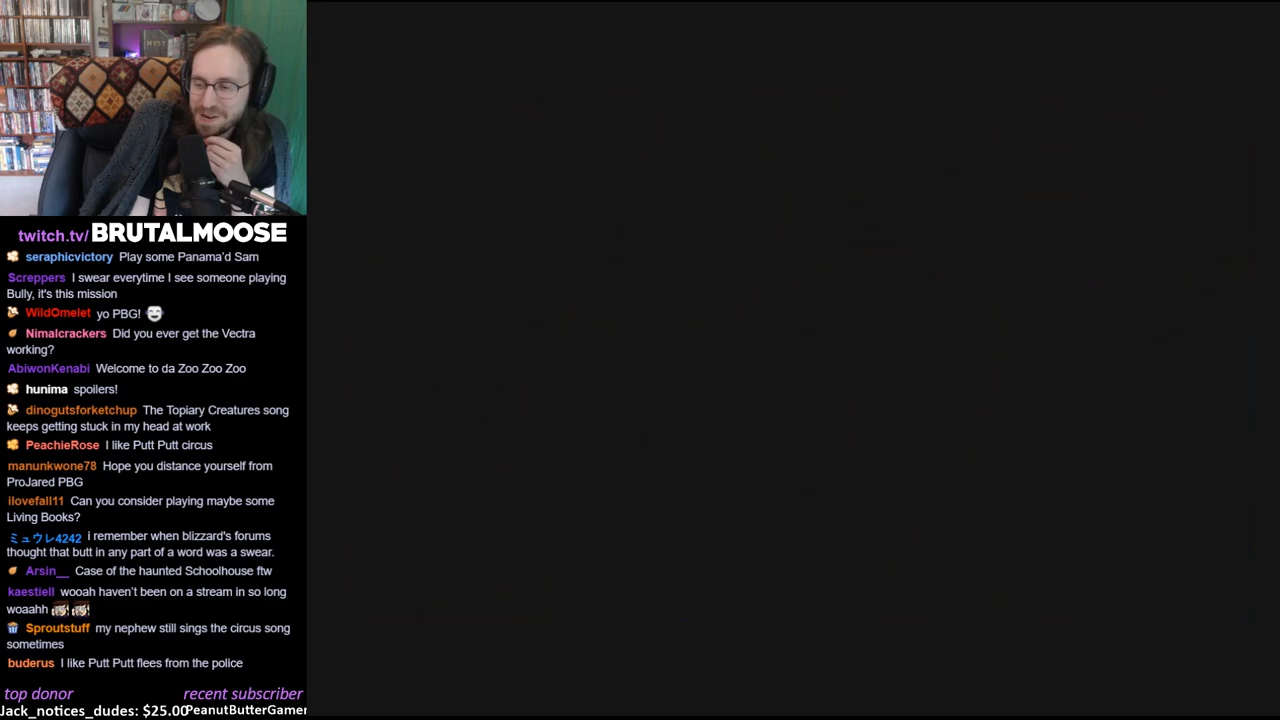 MYST
twitch.tv/BRUTALMOOSE
seraphicvictory Play some Panama'd Sam
Screppers I swear everytime I see someone playing
Bully, it's this mission
WildOmelet yo PBG!
Nimalcrackers Did you ever get the Vectra
working?
AbiwonKenabi Welcome to da Zoo Zoo Zoo
hunima spoilers!
dinogutsforketchup The Topiary Creatures song
keeps getting stuck in my head at work
PeachieRose I like Putt Putt circus
manunkwone78 Hope you distance yourself from
ProJared PBG
ilovefall11 Can you consider playing maybe some
Living Books?
ミュウレ4242 i remember when blizzard's forums
thought that butt in any part of a word was a swear.
Arsin__ Case of the haunted Schoolhouse ftw
kaestiell wooah haven't been on a stream in so long
woaahh
Sproutstuff my nephew still sings the circus song
sometimes
buderus I like Putt Putt flees from the police
top donor recent subscriber
Jack_notices_dudes: $25.00 PeanutButterGamer